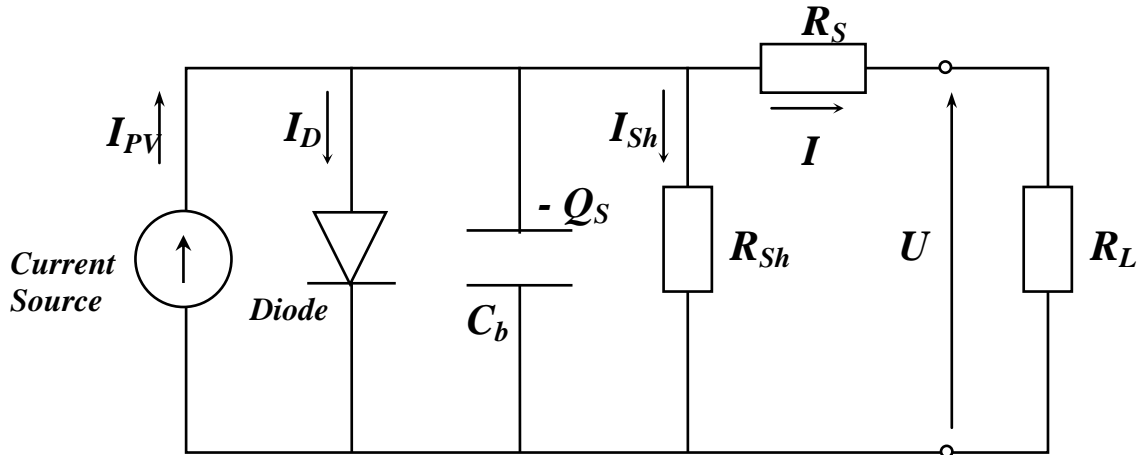 R_S
I_PV
I_D
I_Sh
I
- Q_S
Current
Source
Diode
C_b
R_Sh
U
R_L